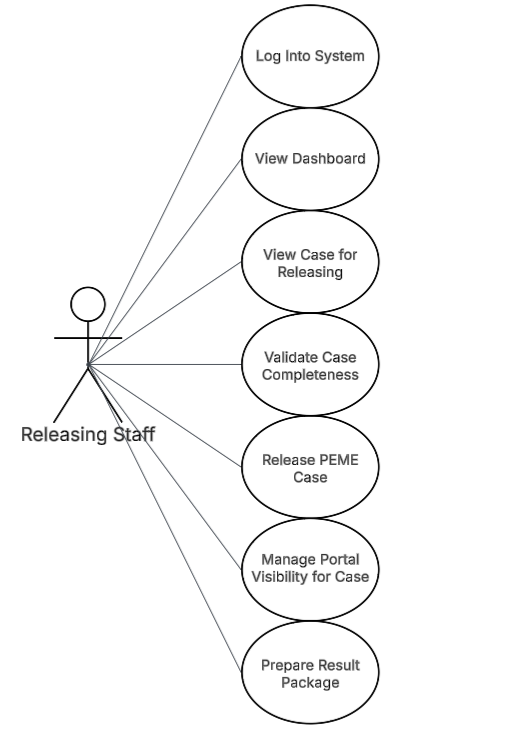 Log Into System
View Dashboard
View Case for
Releasing
Validate Case
Completeness
Releasing Staff
Release PEME
Case
Manage Portal
Visibility for Case
Prepare Result
Package